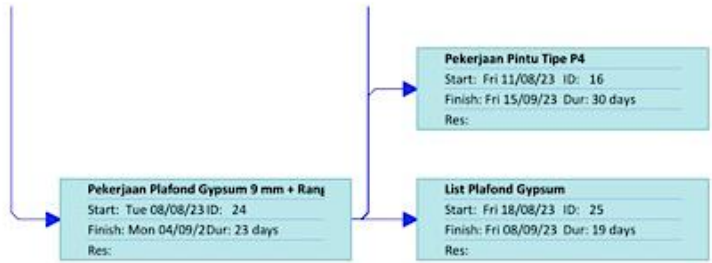 Pekerjaan Pintu Tipe P4
Start: Fri 11/08/23 ID: 16
Finish: Fri 15/09/23 Dur: 30 days
Res:
Pekerjaan Plafond Gypsum 9 mm + Rang
Start: Tue 08/08/23 ID: 24
Finish: Mon 04/09/2 Dur: 23 days
Res:
List Plafond Gypsum
Start: Fri 18/08/23 ID: 25
Finish: Fri 08/09/23 Dur: 19 days
Res: